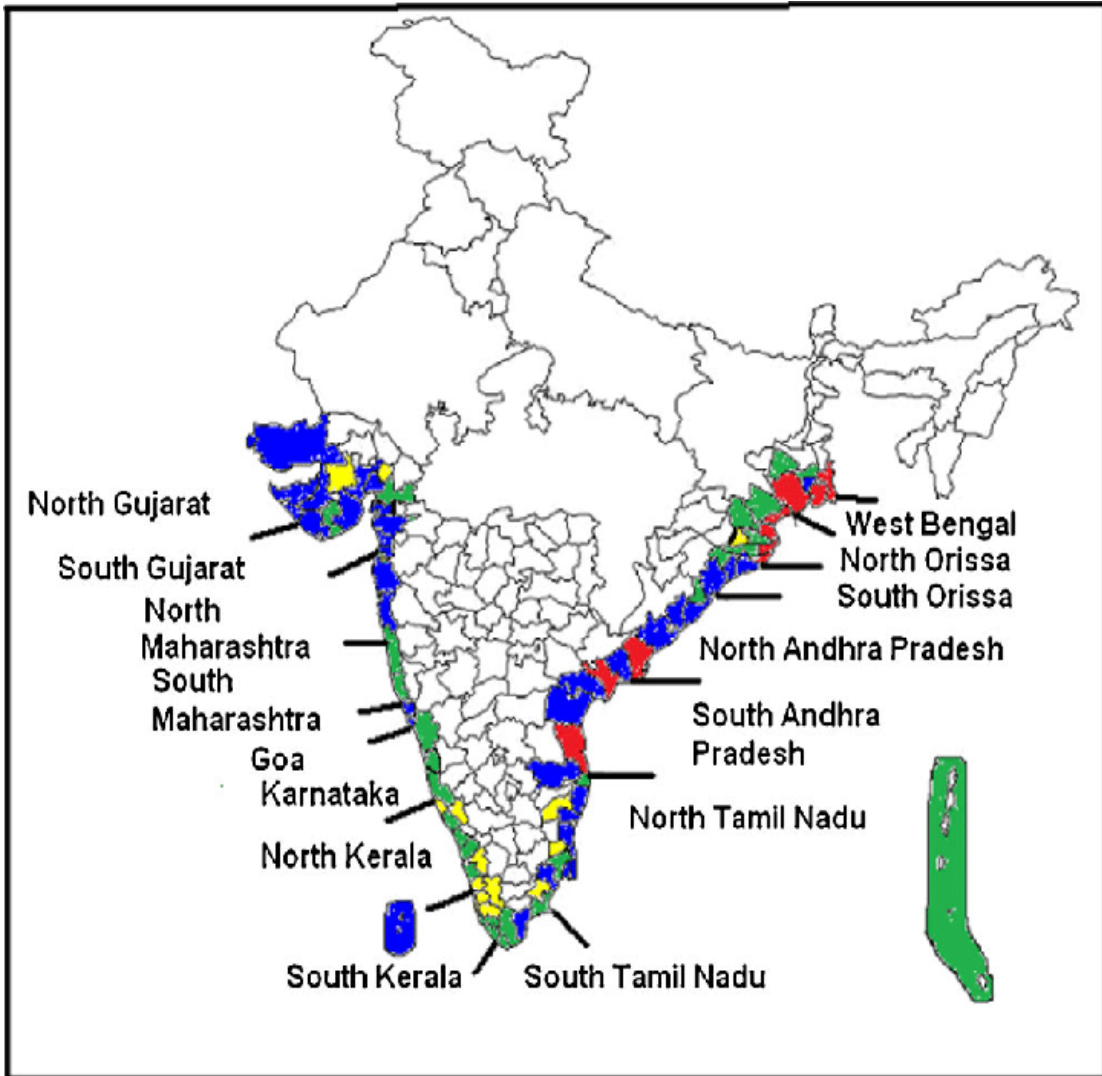 North Gujarat
South Gujarat
North
Maharashtra
South
Maharashtra
Goa
Karnataka
North Kerala
South Kerala
South Tamil Nadu
West Bengal
North Orissa
South Orissa
North Andhra Pradesh
South Andhra
Pradesh
North Tamil Nadu